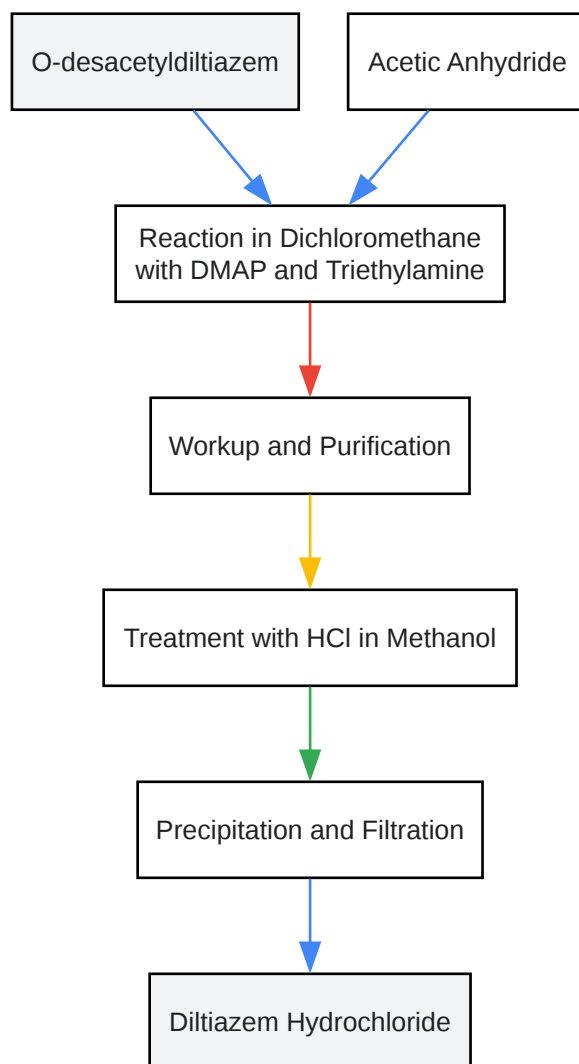 O-desacetyldiltiazem
Acetic Anhydride
Reaction in Dichloromethane
with DMAP and Triethylamine
Workup and Purification
Treatment with HCl in Methanol
Precipitation and Filtration
Diltiazem Hydrochloride